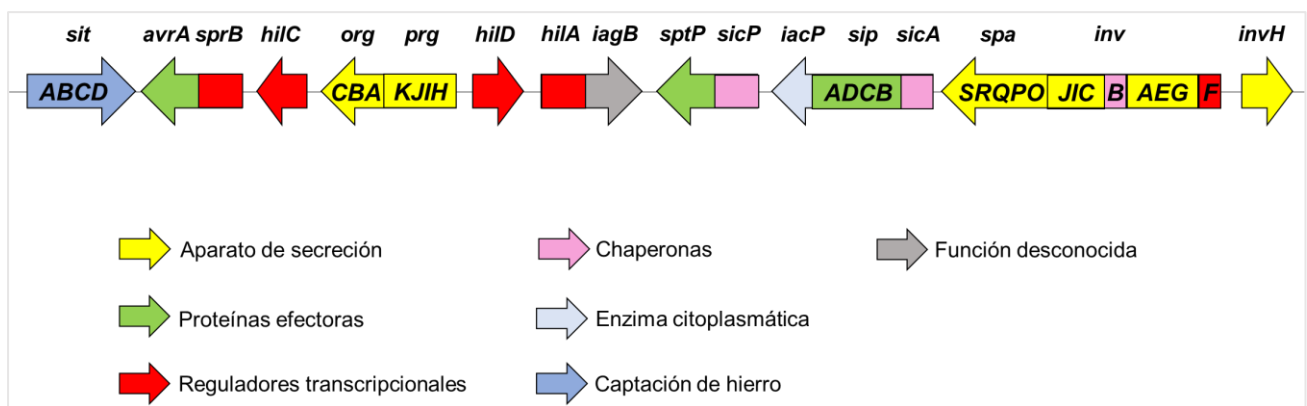 sit avrA sprB hilC org prg hilD hilA iagB sptP sicP iacP sip sicA spa inv invH
ABCD CBA KJIH ADCB SRQPO JIC B AEG F
Aparato de secreción Chaperonas Función desconocida
Proteínas efectoras Enzima citoplasmática
Reguladores transcripcionales Captación de hierro